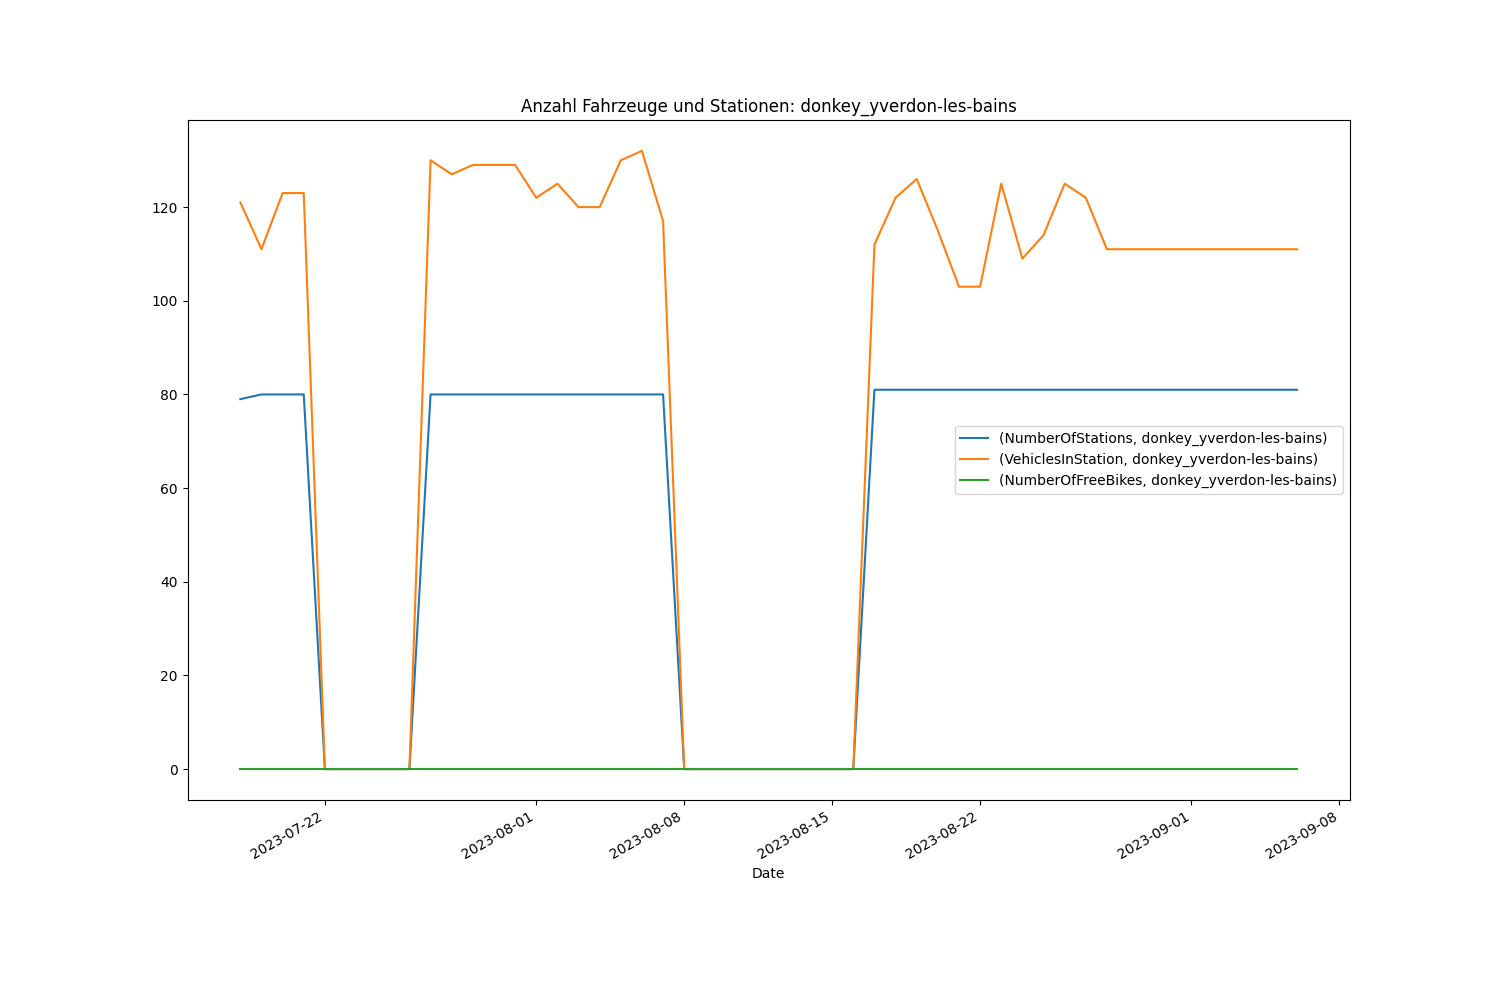 Anzahl Fahrzeuge und Stationen: donkey_yverdon-les-bains
120
100
80
60
40
20
0
(NumberOfStations, donkey_yverdon-les-bains)
(VehiclesInStation, donkey_yverdon-les-bains)
(NumberOfFreeBikes, donkey_yverdon-les-bains)
2023-07-22
2023-08-01
2023-08-08
2023-08-15
2023-08-22
2023-09-01
2023-09-08
Date